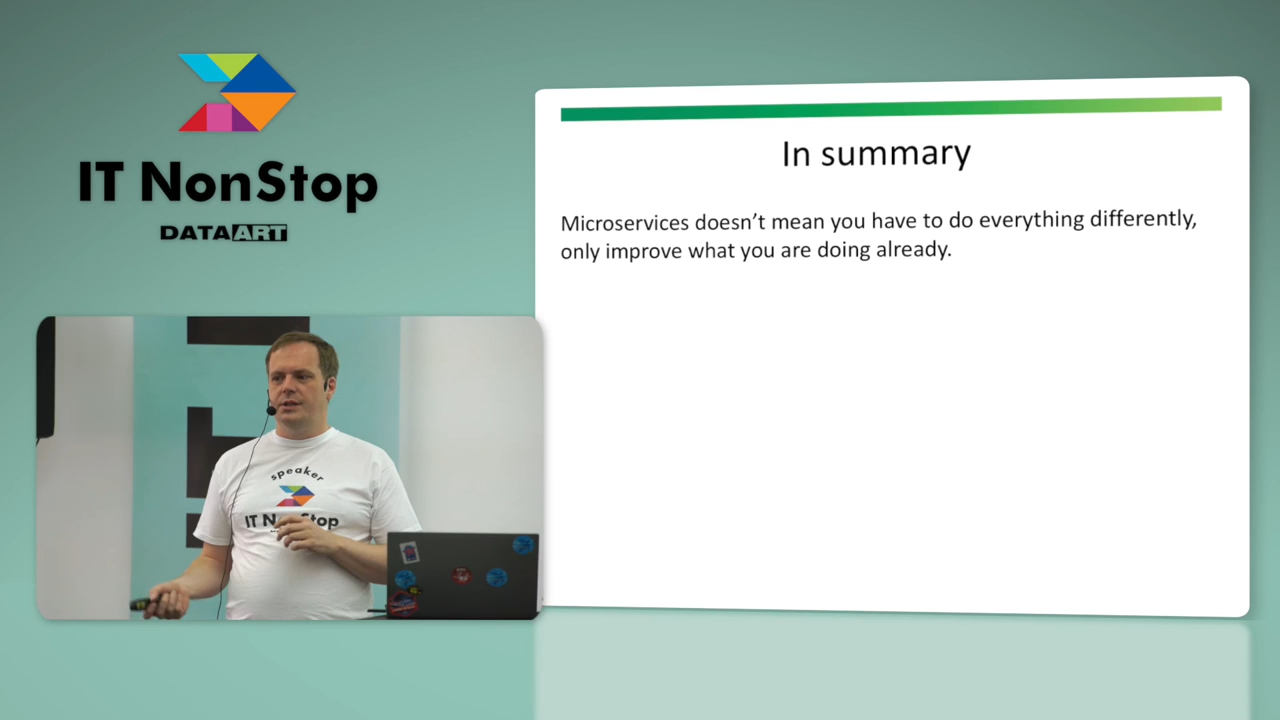 IT NonStop
DATAART
In summary
Microservices doesn’t mean you have to do everything differently,
only improve what you are doing already.
speaker
IT NonStop